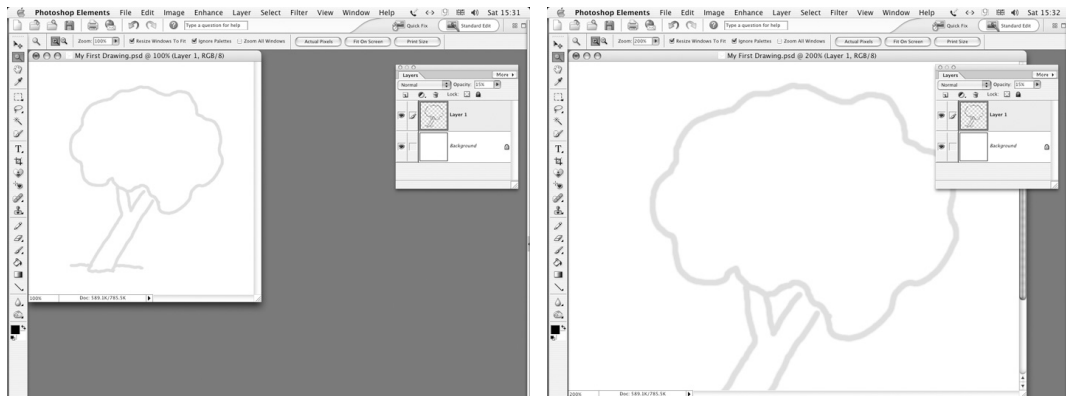 Photoshop Elements File Edit Image Enhance Layer Select Filter View Window Help Sat 15:31
Type a question for help Quick Fix Standard Edit
Zoom: 100% Resize Windows To Fit Ignore Palettes Zoom All Windows Actual Pixels Fit On Screen Print Size
My First Drawing.psd @ 100% (Layer 1, RGB/8)
Layers More
Normal Opacity: 15%
Lock:
Layer 1
Background
T
100% Doc: 589.1K/785.5K
Photoshop Elements File Edit Image Enhance Layer Select Filter View Window Help Sat 15:32
Type a question for help Quick Fix Standard Edit
Zoom: 200% Resize Windows To Fit Ignore Palettes Zoom All Windows Actual Pixels Fit On Screen Print Size
My First Drawing.psd @ 200% (Layer 1, RGB/8)
Layers More
Normal Opacity: 15%
Lock:
Layer 1
Background
T
200% Doc: 589.1K/785.5K